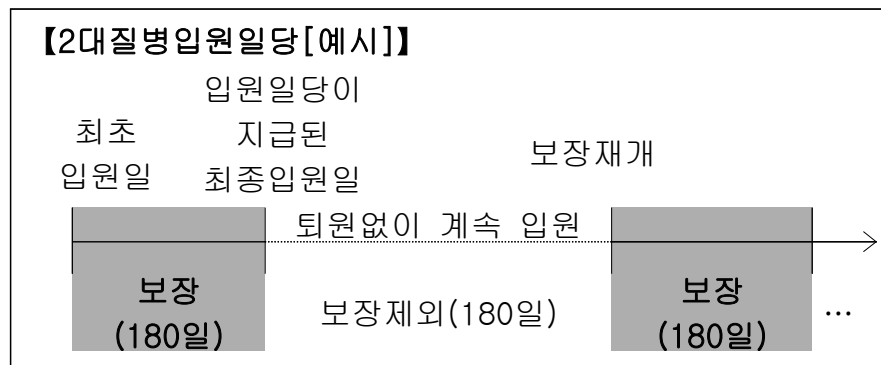 【2대질병입원일당[예시]】
입원일당이
최초 지급된 보장재개
입원일 최종입원일
퇴원없이 계속 입원
보장 보장제외(180일) 보장 …
(180일) (180일)